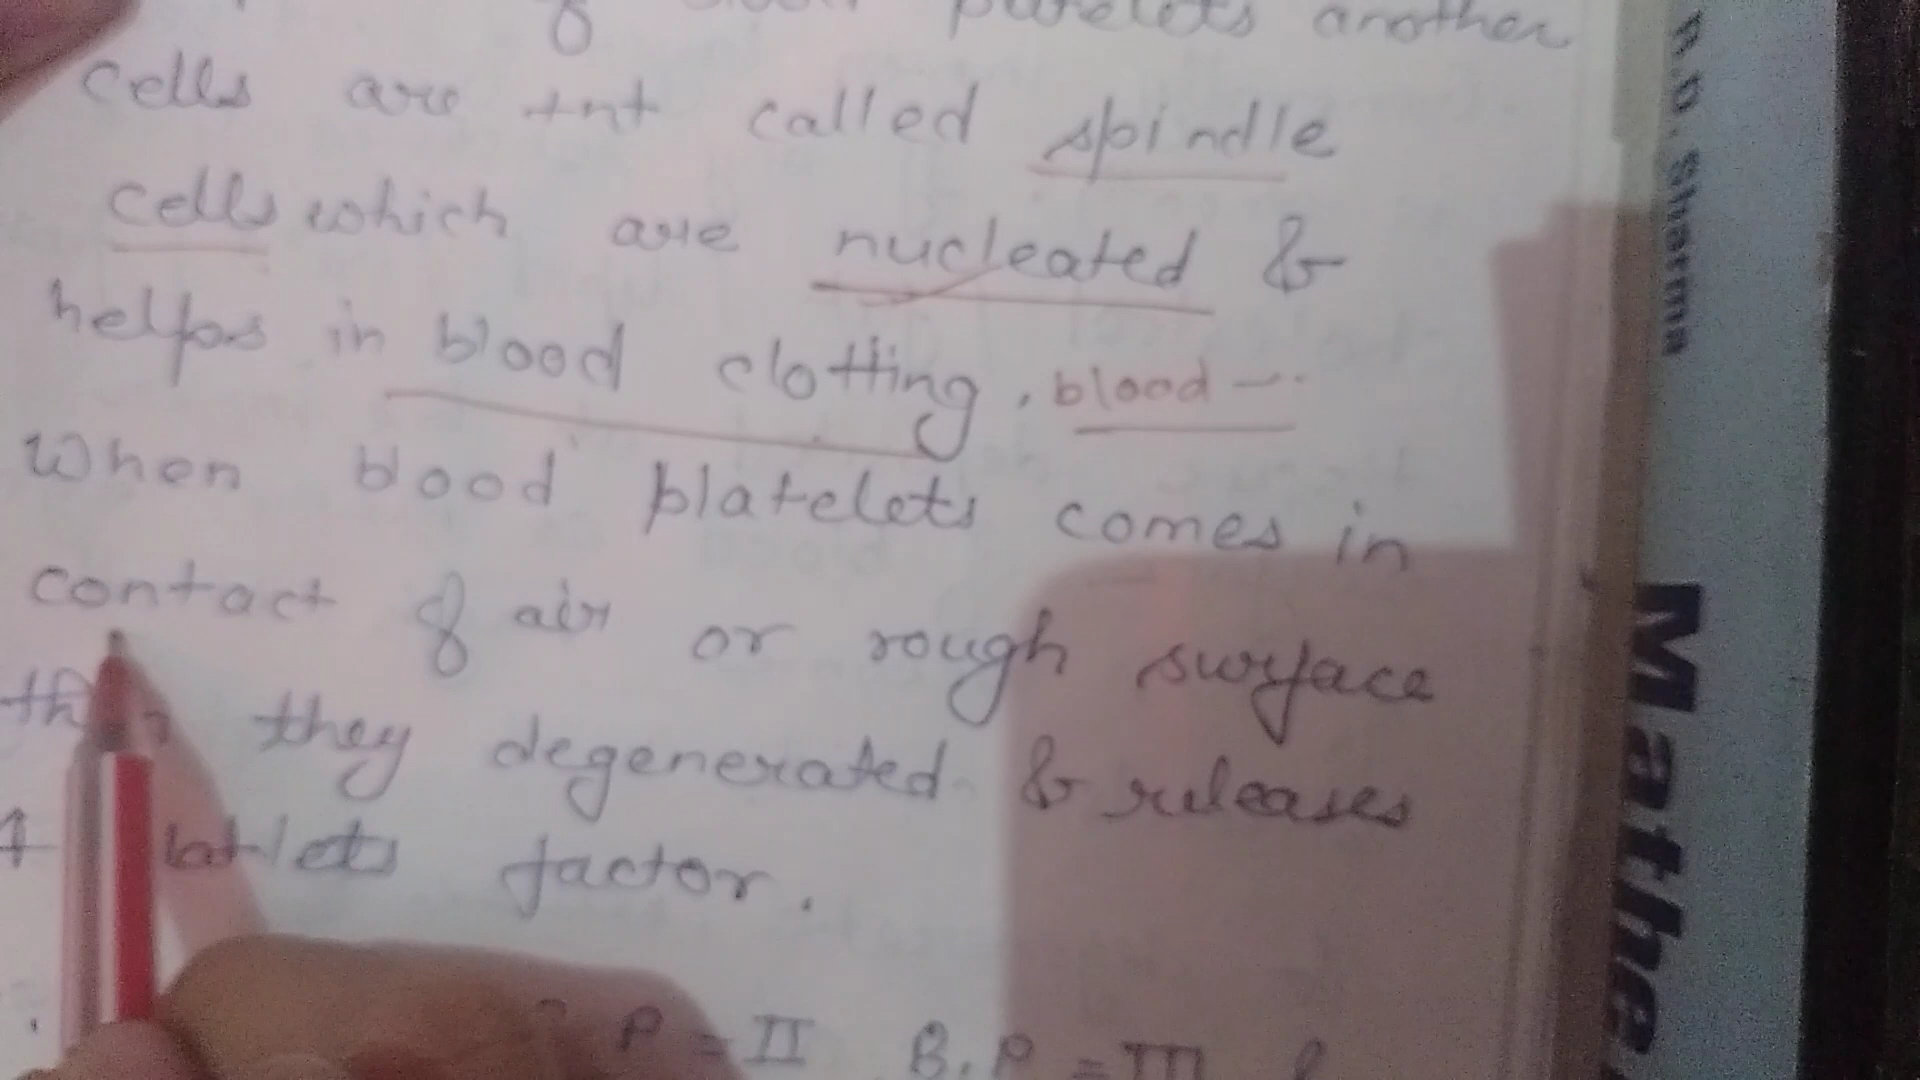 platelets another
cells are tnt called spindle
cells which are nucleated &
helps in blood clotting. blood -..
When blood platelets comes in
contact of air or rough surface
they degenerated & releases
factor.
P = II B.P = III
R.D. Sharma
Mathe